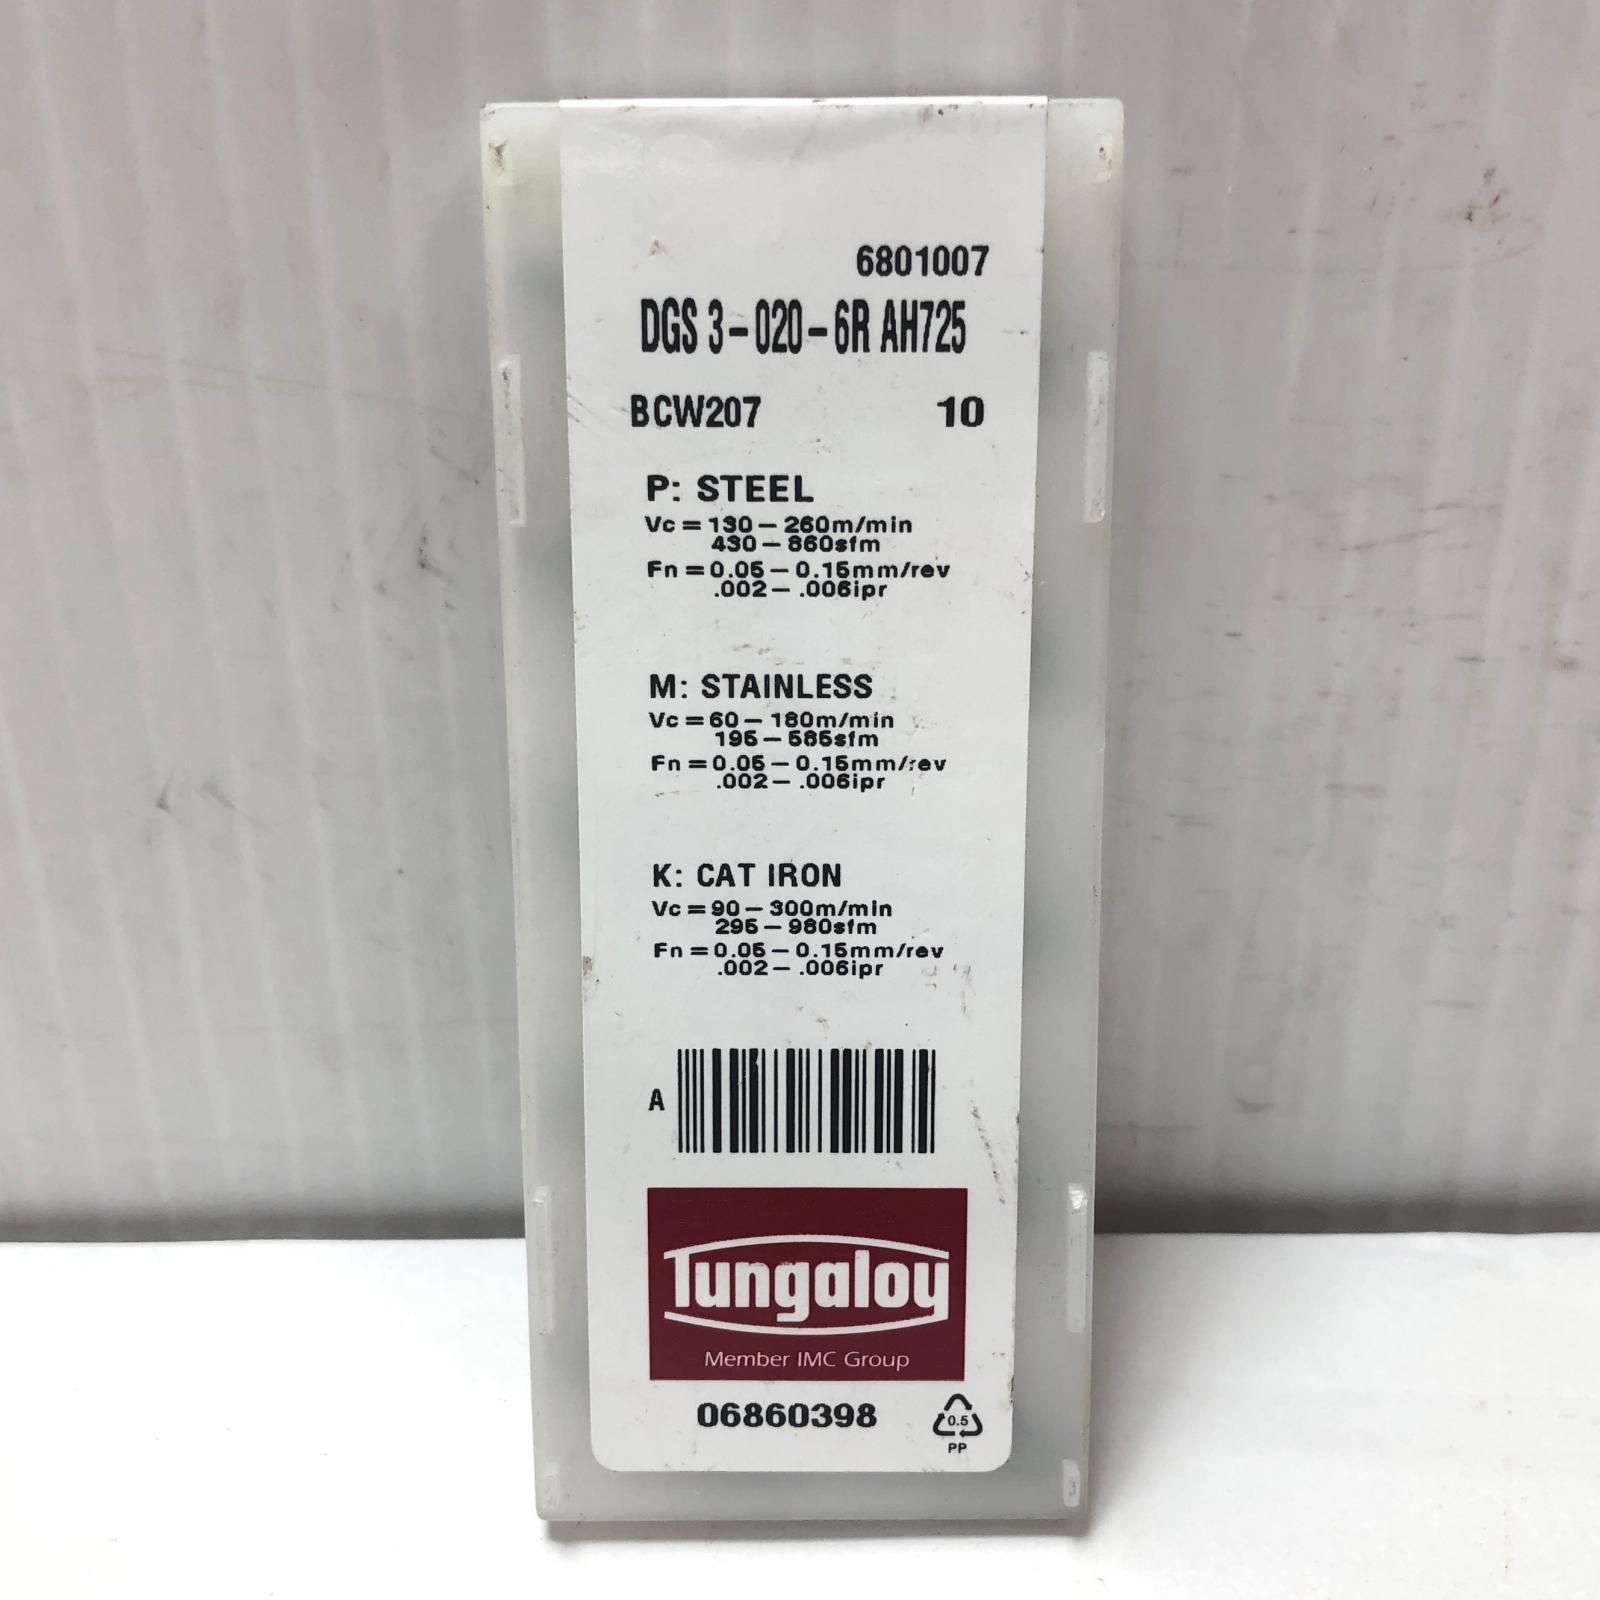 6801007
DGS 3-020-6R AH725
BCW207 10
P: STEEL
Vc=130-260m/min
430-860sfm
Fn=0.05-0.15mm/rev
.002-.006ipr
M: STAINLESS
Vc=60-180m/min
195-585sfm
Fn=0.05-0.15mm/rev
.002-.006ipr
K: CAT IRON
Vc=90-300m/min
295-980sfm
Fn=0.05-0.15mm/rev
.002-.006ipr
A
Tungaloy
Member IMC Group
06860398
0.5
PP